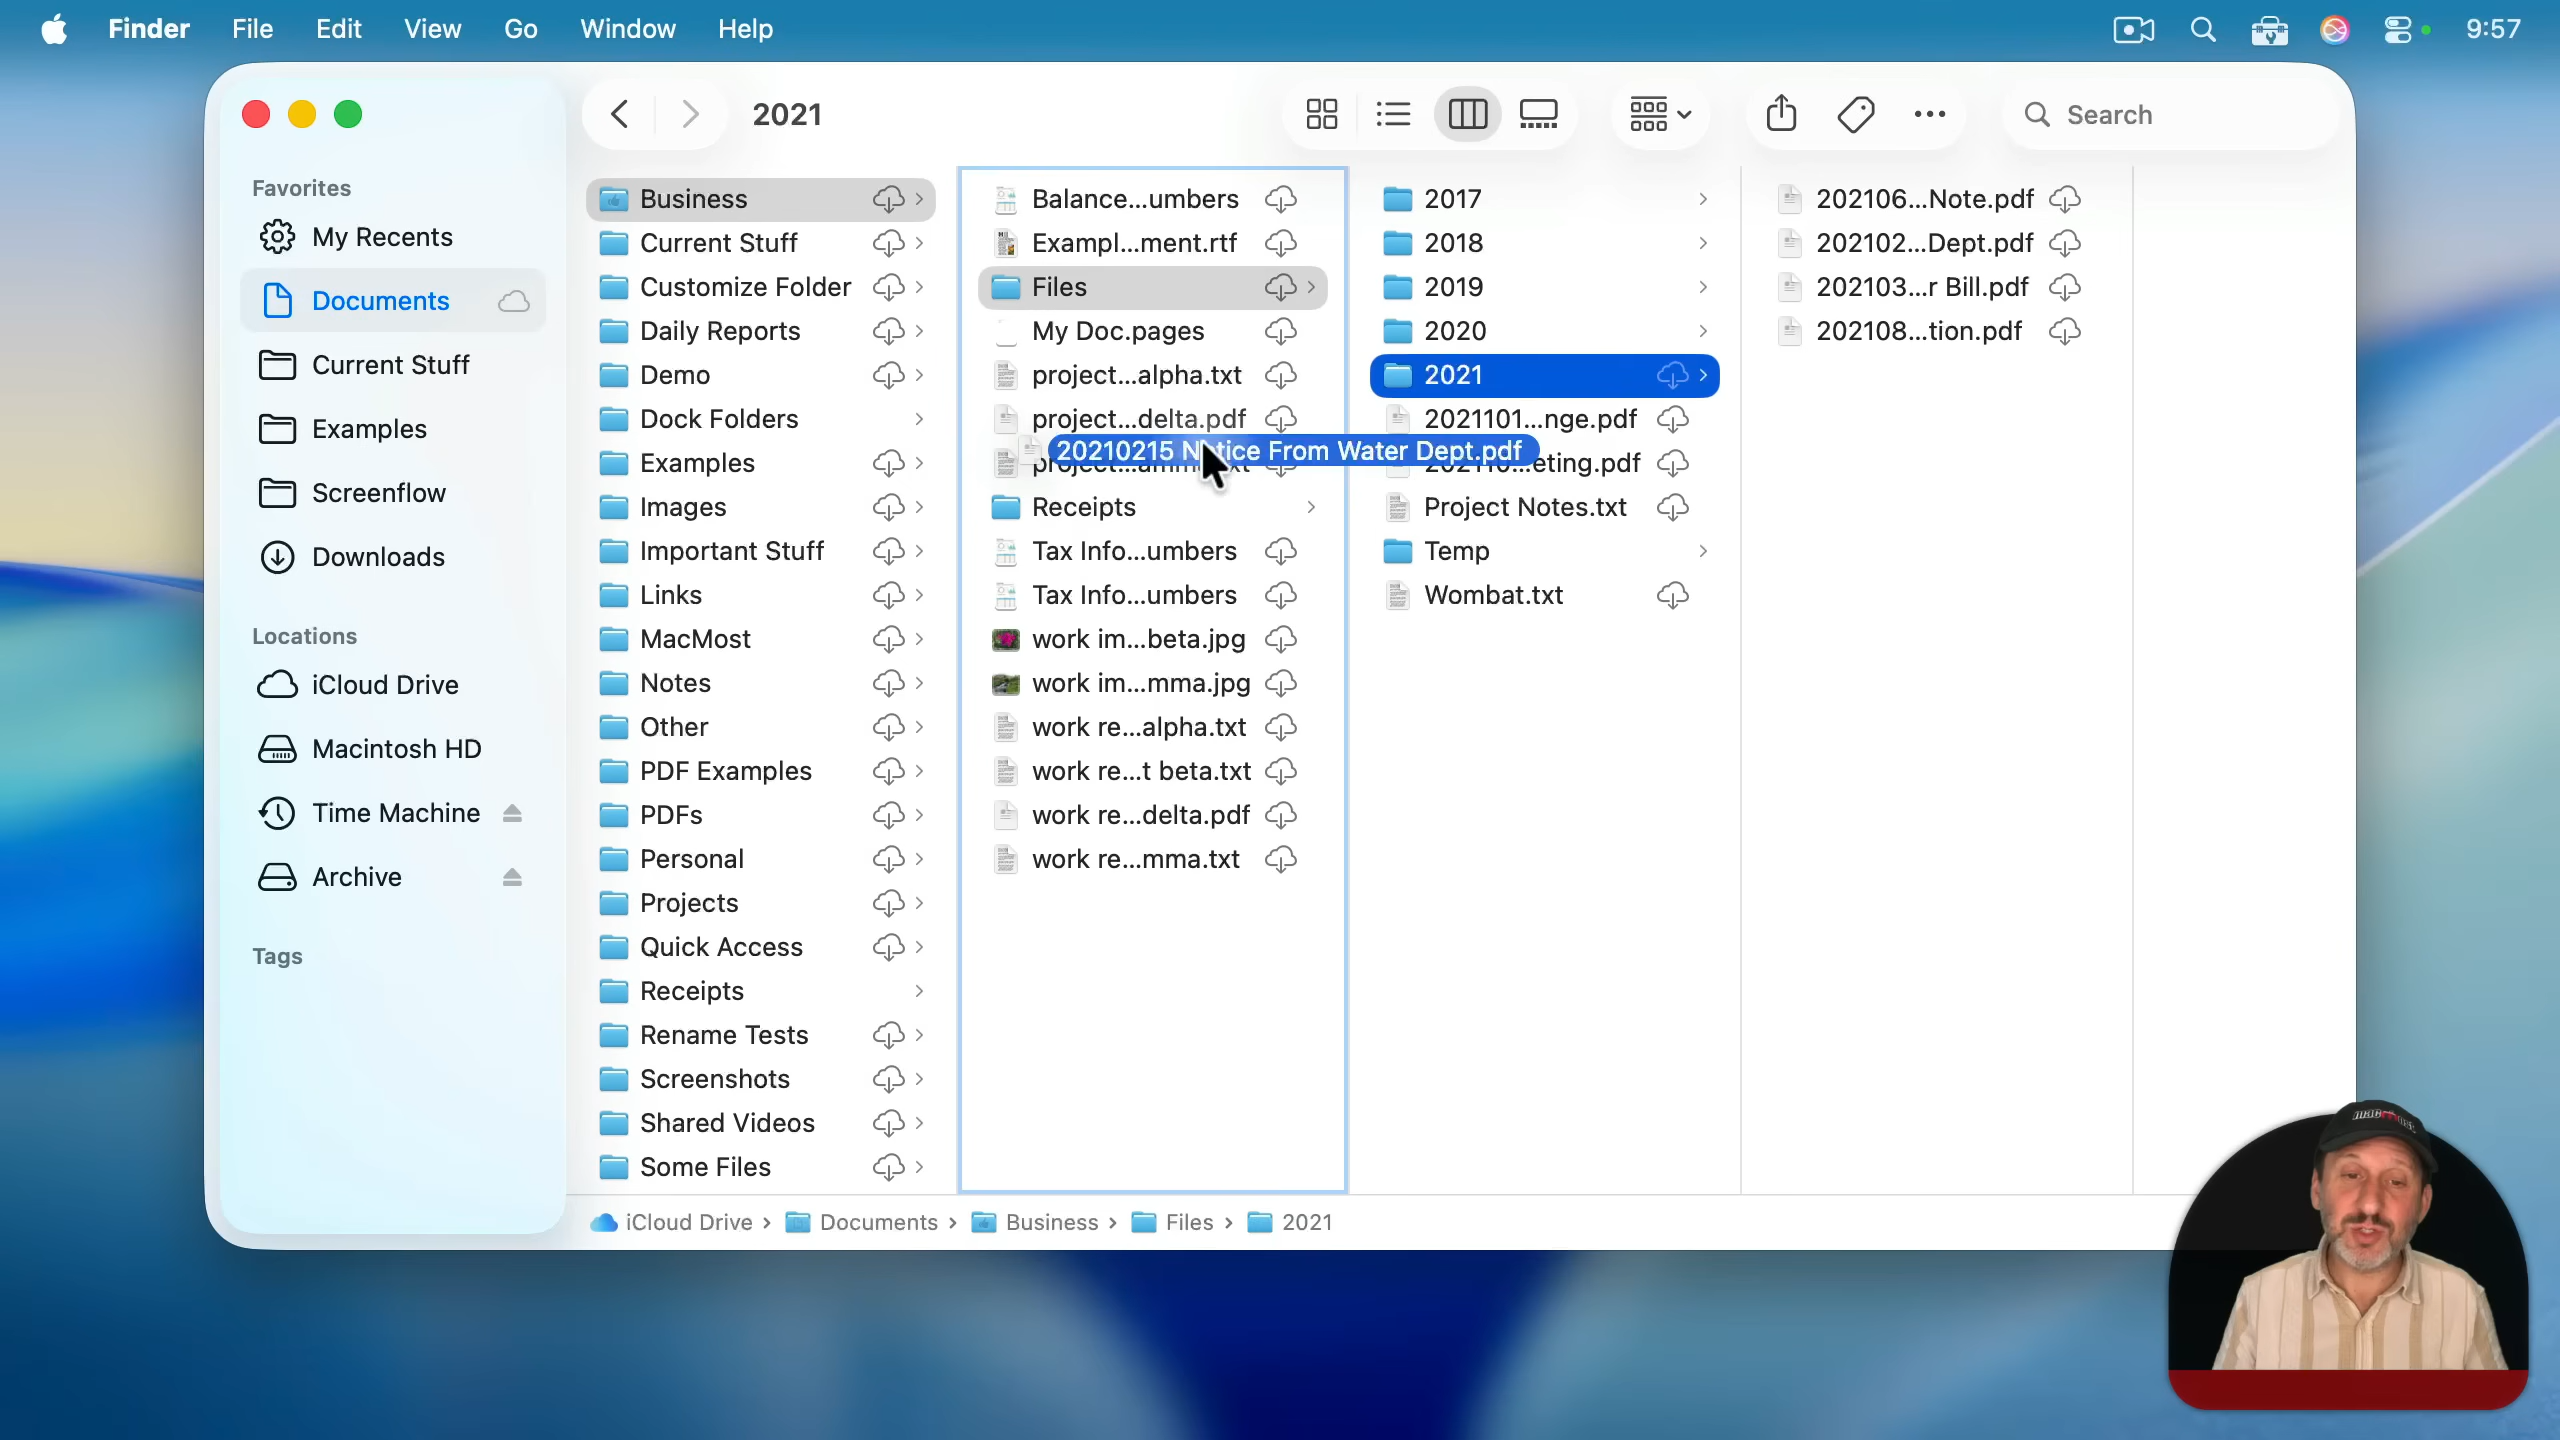 Finder File Edit View Go Window Help 9:57
2021
Search
Favorites
My Recents
Documents
Current Stuff
Examples
Screenflow
Downloads
Locations
iCloud Drive
Macintosh HD
Time Machine
Archive
Tags
Business
Current Stuff
Customize Folder
Daily Reports
Demo
Dock Folders
Examples
Images
Important Stuff
Links
MacMost
Notes
Other
PDF Examples
PDFs
Personal
Projects
Quick Access
Receipts
Rename Tests
Screenshots
Shared Videos
Some Files
Balance...umbers
Exampl...ment.rtf
Files
My Doc.pages
project...alpha.txt
project...delta.pdf
20210215 Notice From Water Dept.pdf
Receipts
Tax Info...umbers
Tax Info...umbers
work im...beta.jpg
work im...mma.jpg
work re...alpha.txt
work re...t beta.txt
work re...delta.pdf
work re...mma.txt
2017
2018
2019
2020
2021
2021101...nge.pdf
...eting.pdf
Project Notes.txt
Temp
Wombat.txt
202106...Note.pdf
202102...Dept.pdf
202103...r Bill.pdf
202108...tion.pdf
iCloud Drive › Documents › Business › Files › 2021